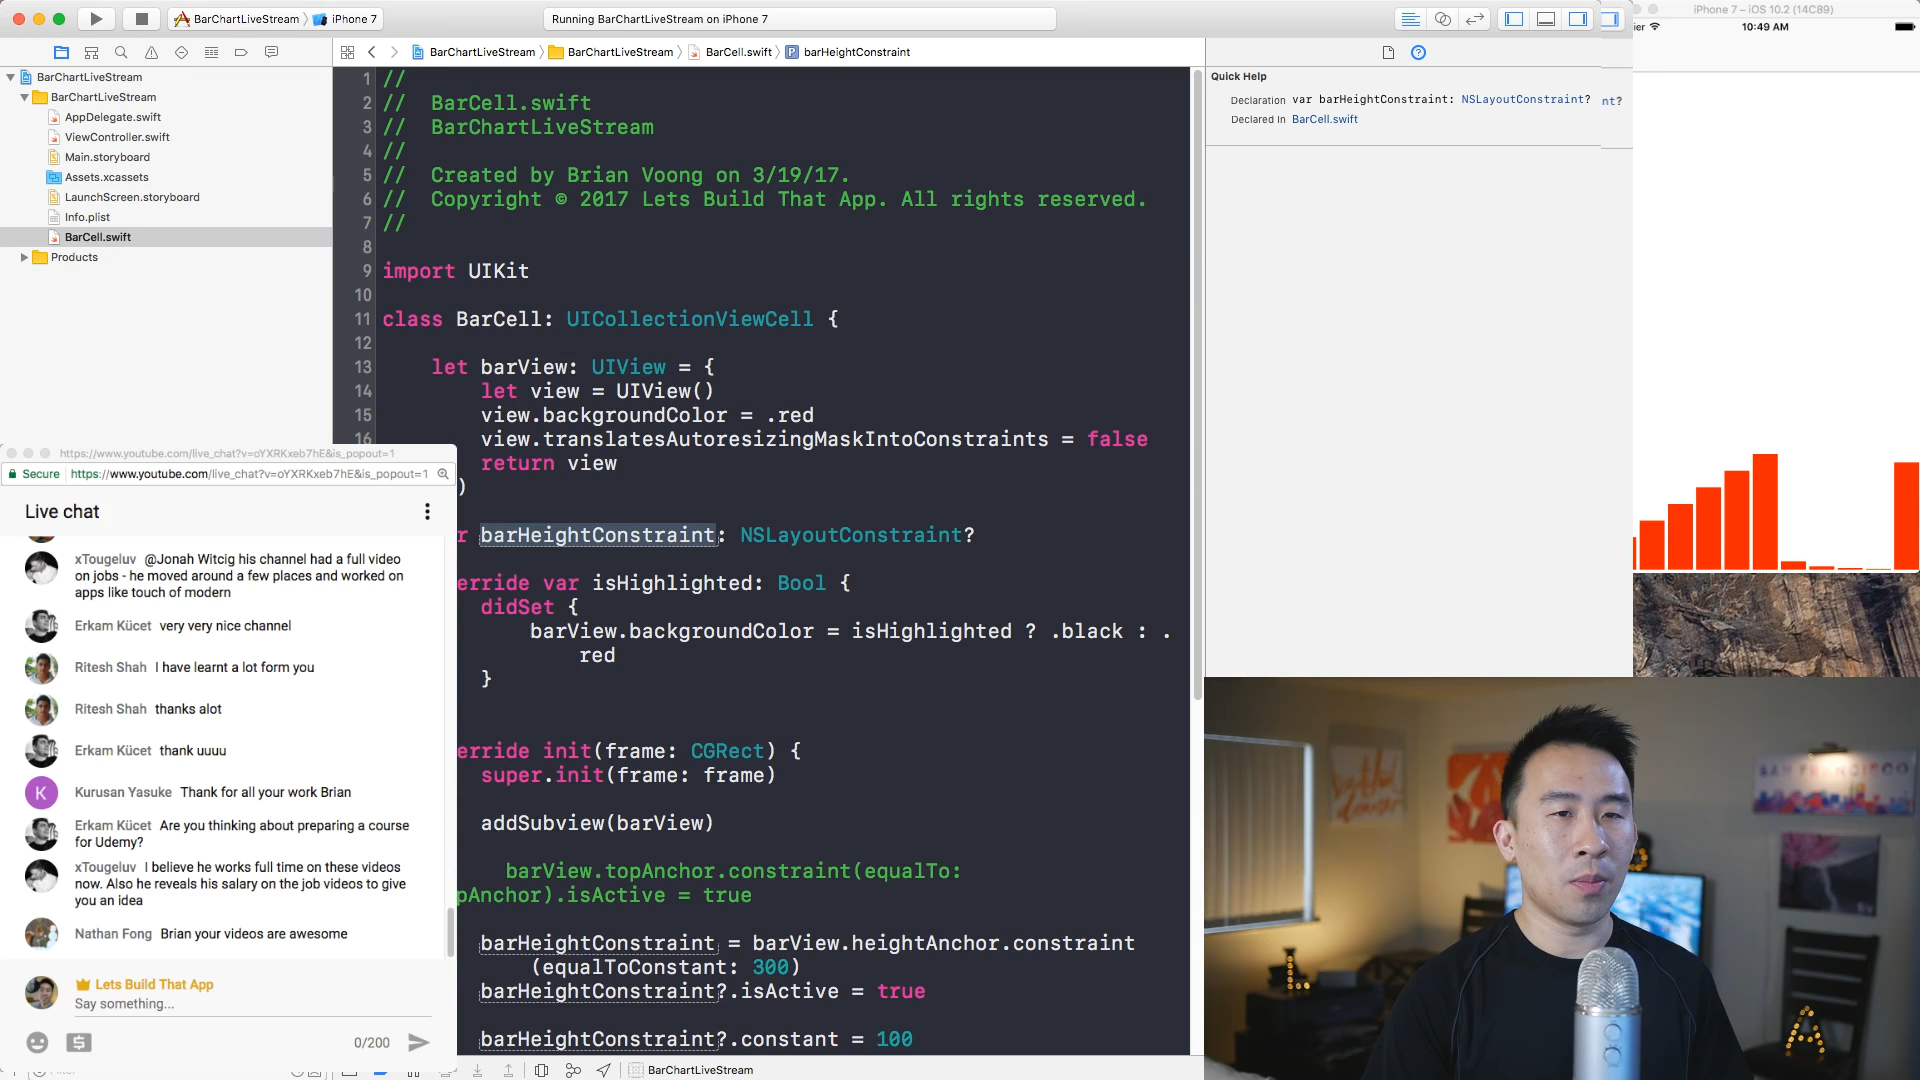 BarChartLiveStream
iPhone 7
Running BarChartLiveStream on iPhone 7
iPhone 7 – iOS 10.2 (14C89)
10:49 AM
BarChartLiveStream
BarChartLiveStream
BarCell.swift
barHeightConstraint
BarChartLiveStream
BarChartLiveStream
AppDelegate.swift
ViewController.swift
Main.storyboard
Assets.xcassets
LaunchScreen.storyboard
Info.plist
BarCell.swift
Products
1 //
2 // BarCell.swift
3 // BarChartLiveStream
4 //
5 // Created by Brian Voong on 3/19/17.
6 // Copyright © 2017 Lets Build That App. All rights reserved.
7 //
8
9 import UIKit
10
11 class BarCell: UICollectionViewCell {
12
13 let barView: UIView = {
14 let view = UIView()
15 view.backgroundColor = .red
16 view.translatesAutoresizingMaskIntoConstraints = false
return view
)
r barHeightConstraint: NSLayoutConstraint?
erride var isHighlighted: Bool {
didSet {
barView.backgroundColor = isHighlighted ? .black : .
red
}
erride init(frame: CGRect) {
super.init(frame: frame)
addSubview(barView)
barView.topAnchor.constraint(equalTo:
pAnchor).isActive = true
barHeightConstraint = barView.heightAnchor.constraint
(equalToConstant: 300)
barHeightConstraint?.isActive = true
barHeightConstraint?.constant = 100
BarChartLiveStream
Quick Help
Declaration var barHeightConstraint: NSLayoutConstraint?
nt?
Declared In BarCell.swift
https://www.youtube.com/live_chat?v=oYXRKxeb7hE&is_popout=1
Secure https://www.youtube.com/live_chat?v=oYXRKxeb7hE&is_popout=1
Live chat
xTougeluv @Jonah Witcig his channel had a full video
on jobs - he moved around a few places and worked on
apps like touch of modern
Erkam Kücet very very nice channel
Ritesh Shah I have learnt a lot form you
Ritesh Shah thanks alot
Erkam Kücet thank uuuu
K
Kurusan Yasuke Thank for all your work Brian
Erkam Kücet Are you thinking about preparing a course
for Udemy?
xTougeluv I believe he works full time on these videos
now. Also he reveals his salary on the job videos to give
you an idea
Nathan Fong Brian your videos are awesome
Lets Build That App
Say something...
0/200
SAN FRANCISCO
L
A